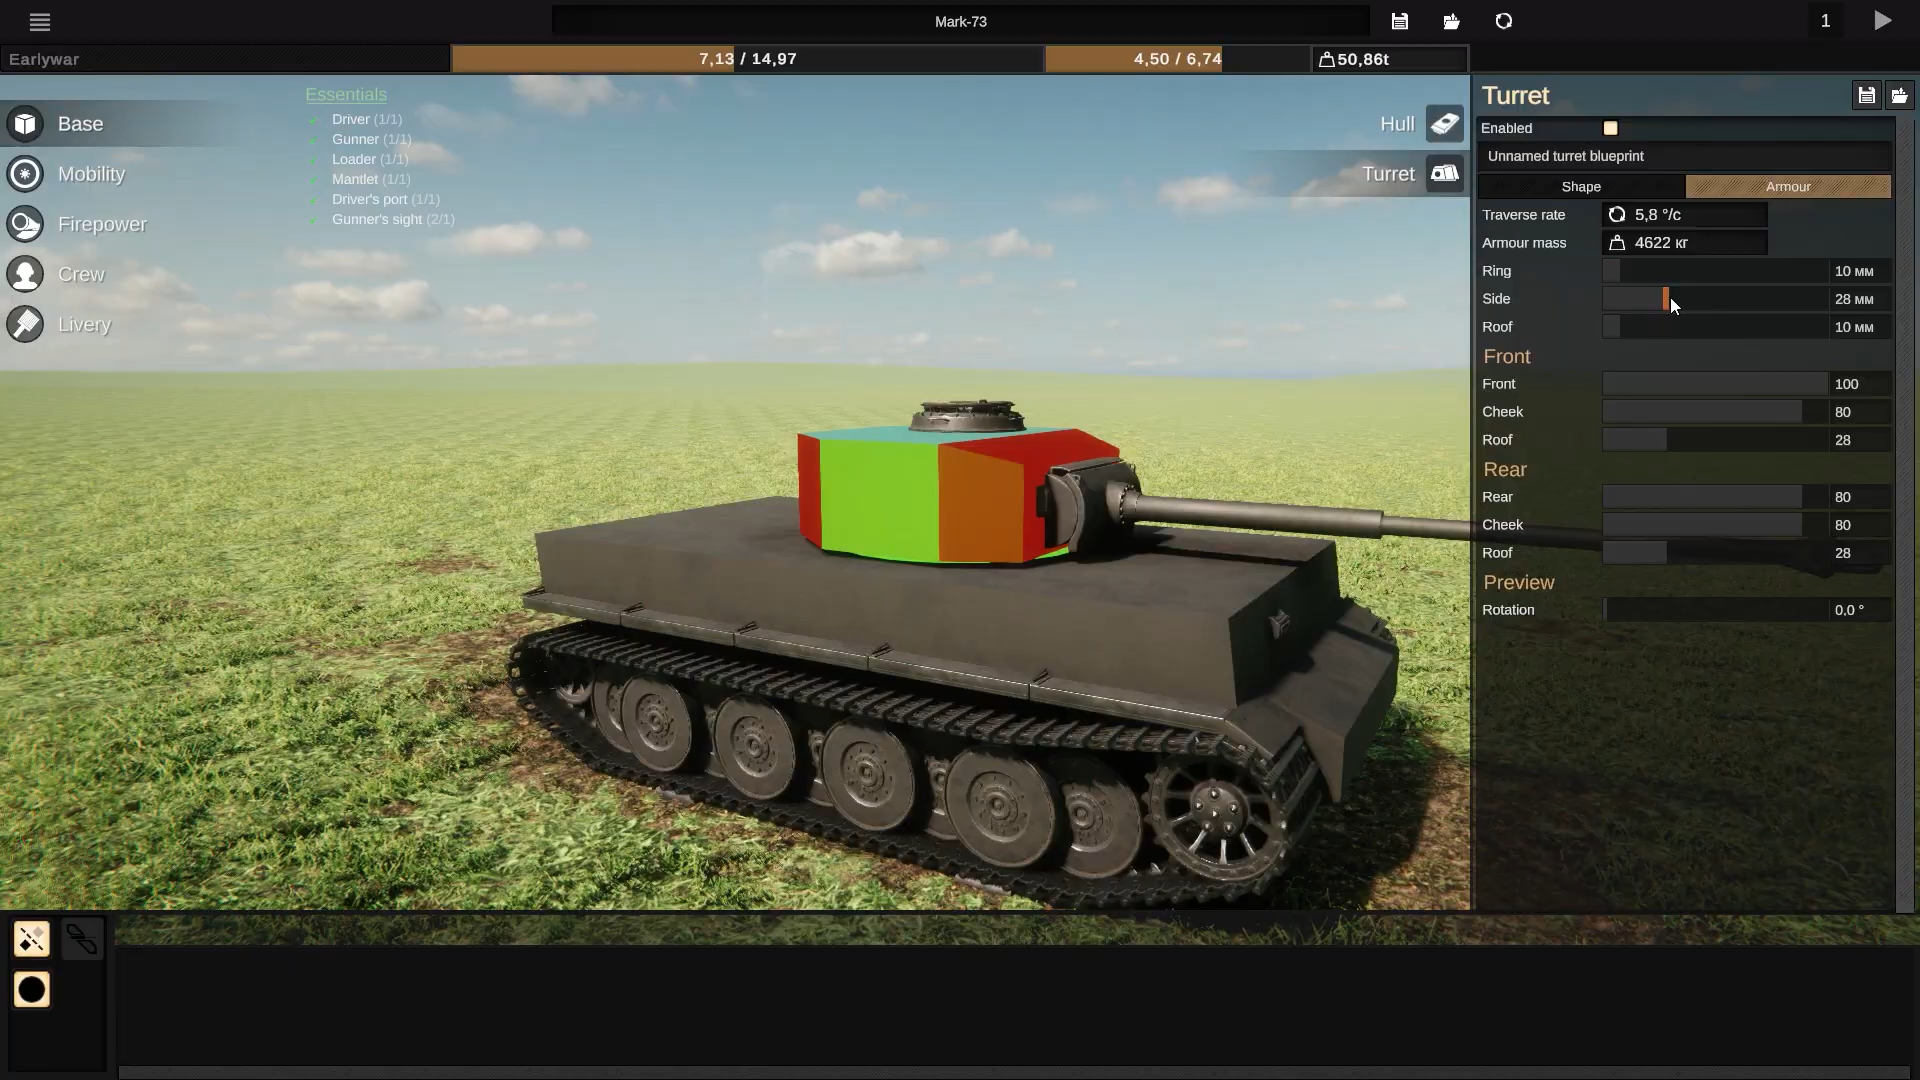 Mark-73
1
Earlywar
7,13 / 14,97
4,50 / 6,74
50,86t
Base
Mobility
Firepower
Crew
Livery
Essentials
Driver (1/1)
Gunner (1/1)
Loader (1/1)
Mantlet (1/1)
Driver's port (1/1)
Gunner's sight (2/1)
Hull
Turret
Turret
Enabled
Unnamed turret blueprint
Shape Armour
Traverse rate 5,8 °/c
Armour mass 4622 кг
Ring 10 мм
Side 28 мм
Roof 10 мм
Front
Front 100
Cheek 80
Roof 28
Rear
Rear 80
Cheek 80
Roof 28
Preview
Rotation 0,0 °